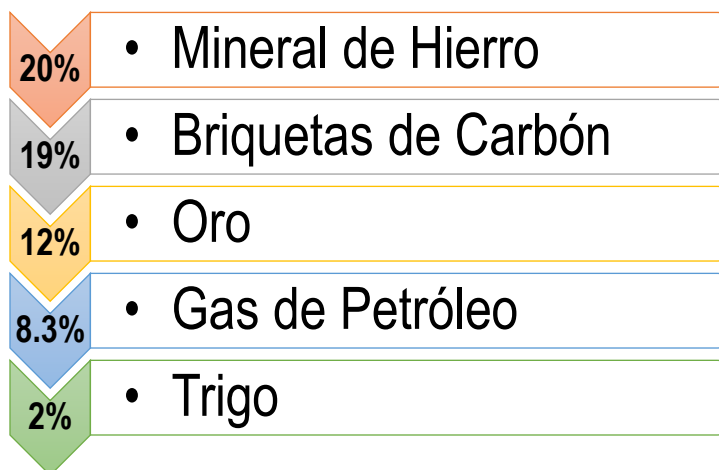 20% • Mineral de Hierro
19% • Briquetas de Carbón
12% • Oro
8.3% • Gas de Petróleo
2% • Trigo